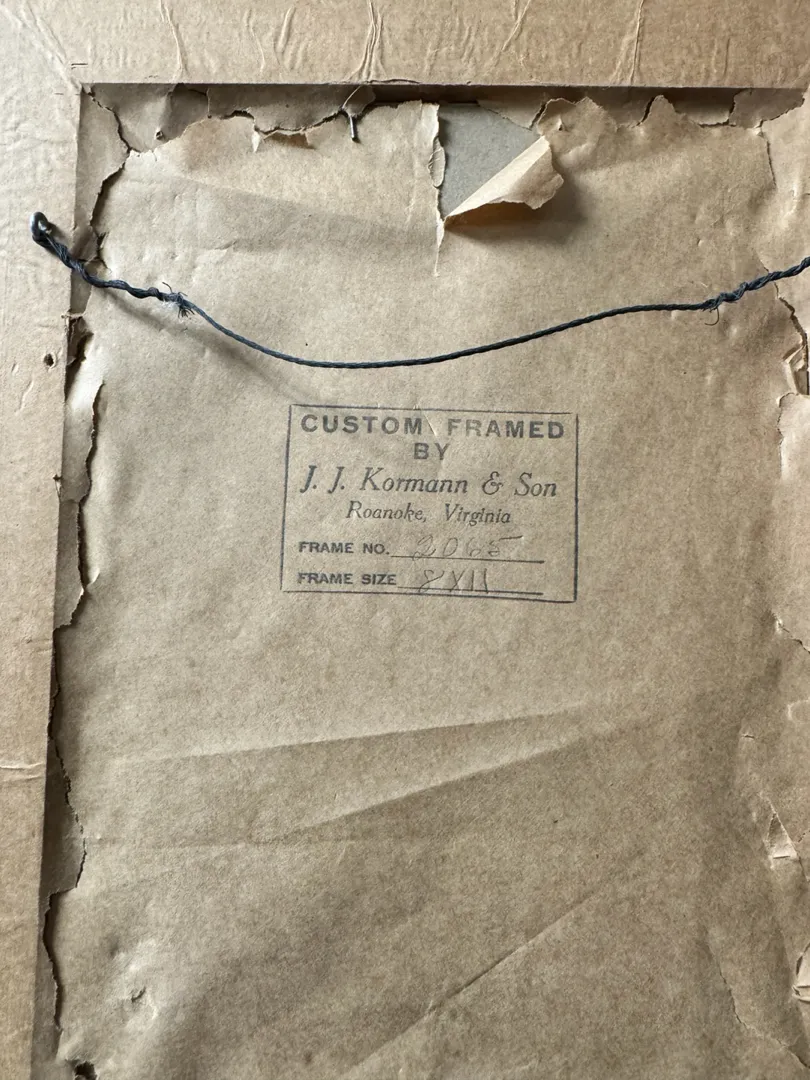 CUSTOM FRAMED
BY
J. J. Kormann & Son
Roanoke, Virginia
FRAME NO. 2065
FRAME SIZE 8X11